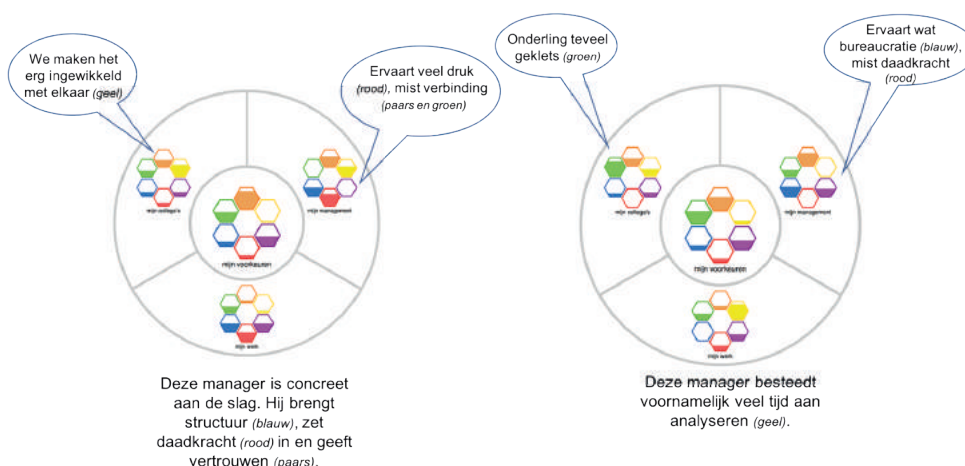 We maken het
erg ingewikkeld
met elkaar (geel)
Ervaart veel druk
(rood), mist verbinding
(paars en groen)
mijn collega's
mijn management
mijn voorkeuren
mijn werk
Deze manager is concreet
aan de slag. Hij brengt
structuur (blauw), zet
daadkracht (rood) in en geeft
vertrouwen (paars).
Onderling teveel
geklets (groen)
Ervaart wat
bureaucratie (blauw),
mist daadkracht
(rood)
mijn collega's
mijn management
mijn voorkeuren
mijn werk
Deze manager besteedt
voornamelijk veel tijd aan
analyseren (geel).